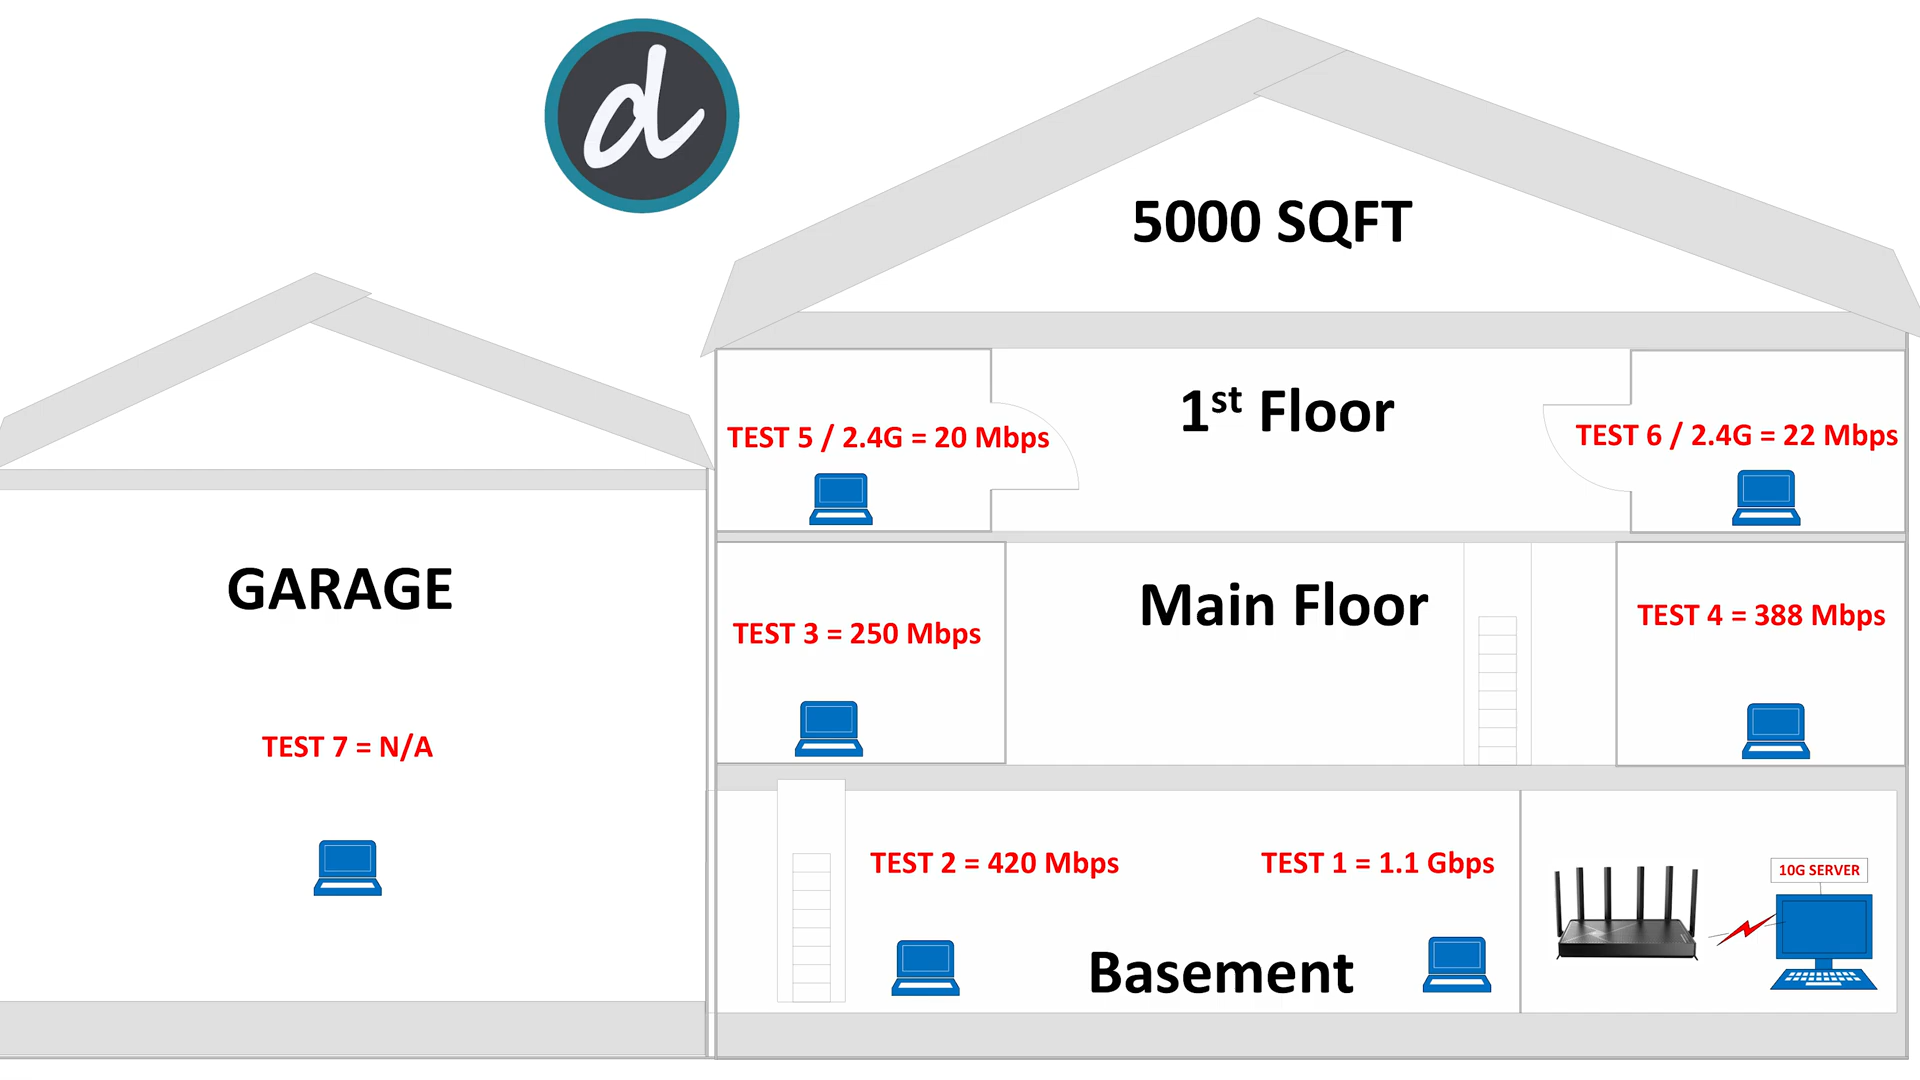 d
5000 SQFT
1st Floor
TEST 5 / 2.4G = 20 Mbps
TEST 6 / 2.4G = 22 Mbps
GARAGE
Main Floor
TEST 3 = 250 Mbps
TEST 4 = 388 Mbps
TEST 7 = N/A
TEST 2 = 420 Mbps
TEST 1 = 1.1 Gbps
10G SERVER
Basement